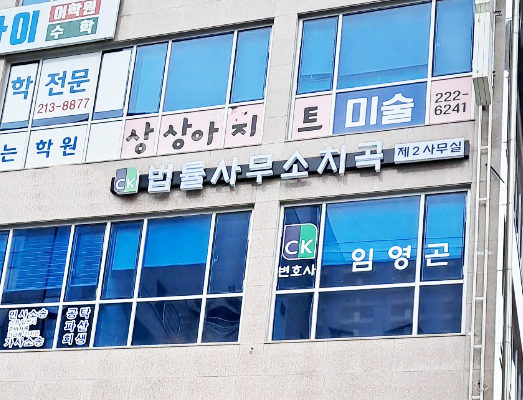 어학원
수학
학 전문
213-8877
는 학원
상상아지트 미술
222-
6241
CK 법률사무소치곡 제2사무실
CK
변호사 임영곤
민사소송
가사소송
공탁
파산
회생